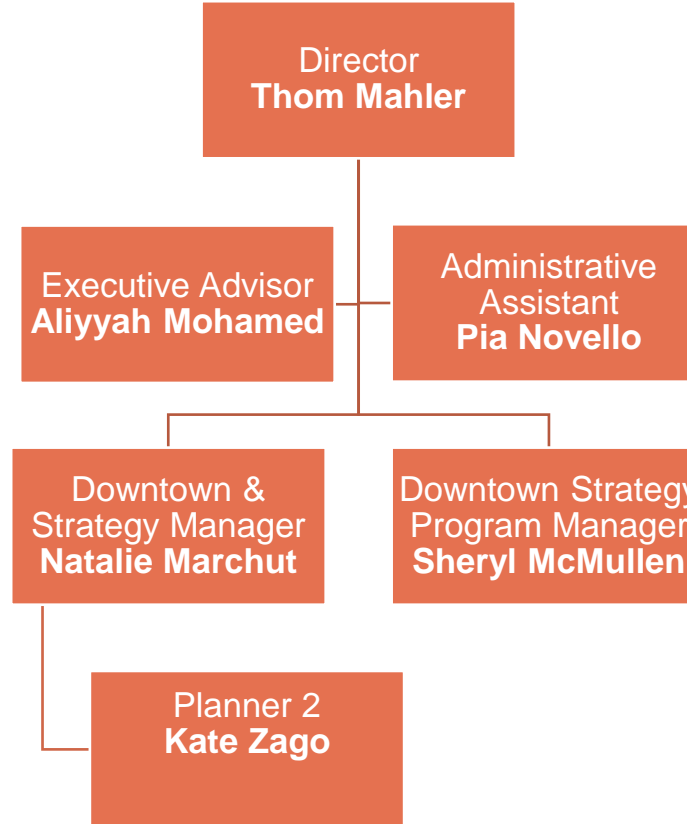 Director
Thom Mahler
Executive Advisor
Aliyyah Mohamed
Administrative
Assistant
Pia Novello
Downtown &
Strategy Manager
Natalie Marchut
Downtown Strategy
Program Manager
Sheryl McMullen
Planner 2
Kate Zago